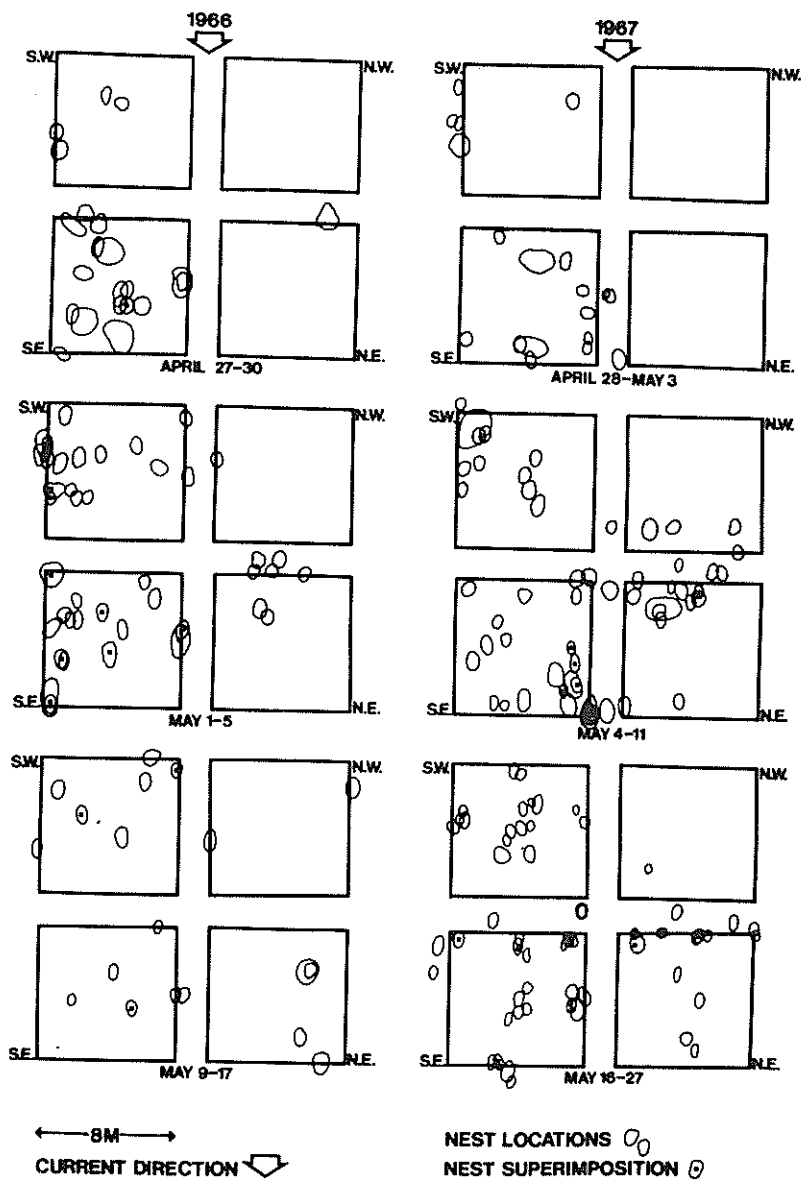 1966
1967
S.W. N.W. S.W. N.W.
S.E. N.E. S.E. N.E.
APRIL 27-30 APRIL 28-MAY 3
S.W. N.W. S.W. N.W.
S.E. N.E. S.E. N.E.
MAY 1-5 MAY 4-11
S.W. N.W. S.W. N.W.
S.E. N.E. S.E. N.E.
MAY 9-17 MAY 16-27
8M
NEST LOCATIONS
CURRENT DIRECTION
NEST SUPERIMPOSITION